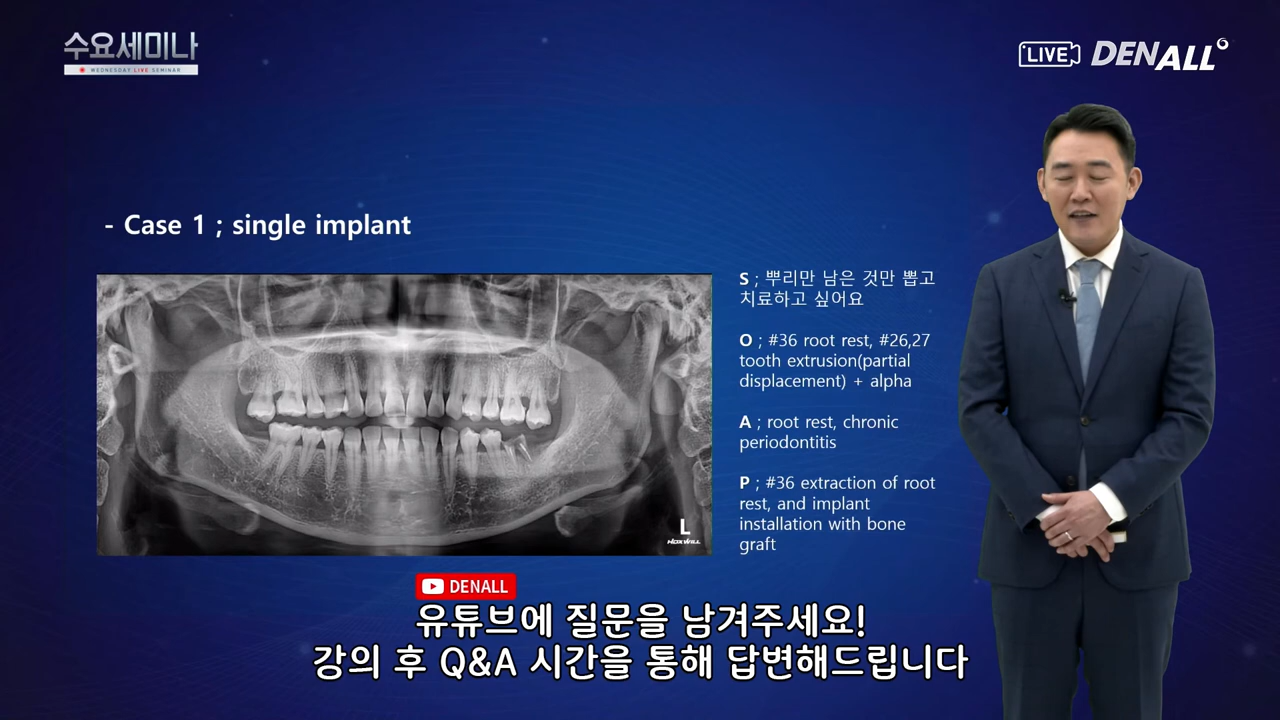 수요세미나
WEDNESDAY LIVE SEMINAR
LIVE DENALL
- Case 1 ; single implant
S ; 뿌리만 남은 것만 뽑고
치료하고 싶어요
O ; #36 root rest, #26,27
tooth extrusion(partial
displacement) + alpha
A ; root rest, chronic
periodontitis
P ; #36 extraction of root
rest, and implant
installation with bone
graft
L
DENALL
유튜브에 질문을 남겨주세요!
강의 후 Q&A 시간을 통해 답변해드립니다